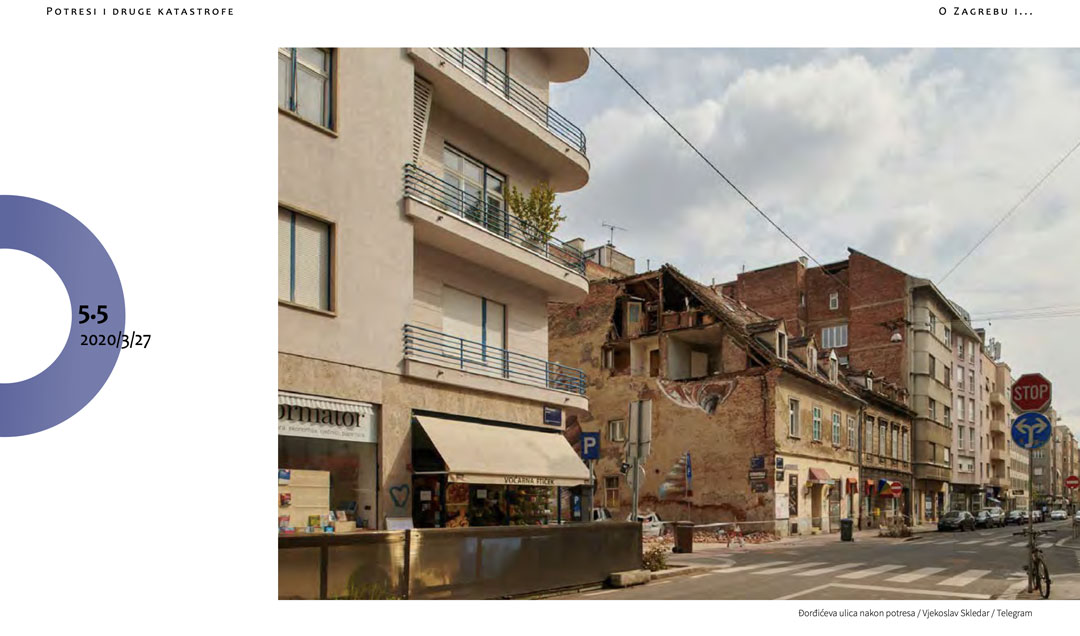 Potresi i druge katastrofe
O Zagrebu i...
5.5
2020/3/27
ormator
P
VOĆARNA FTIČEK
STOP
Đorđićeva ulica nakon potresa / Vjekoslav Skledar / Telegram